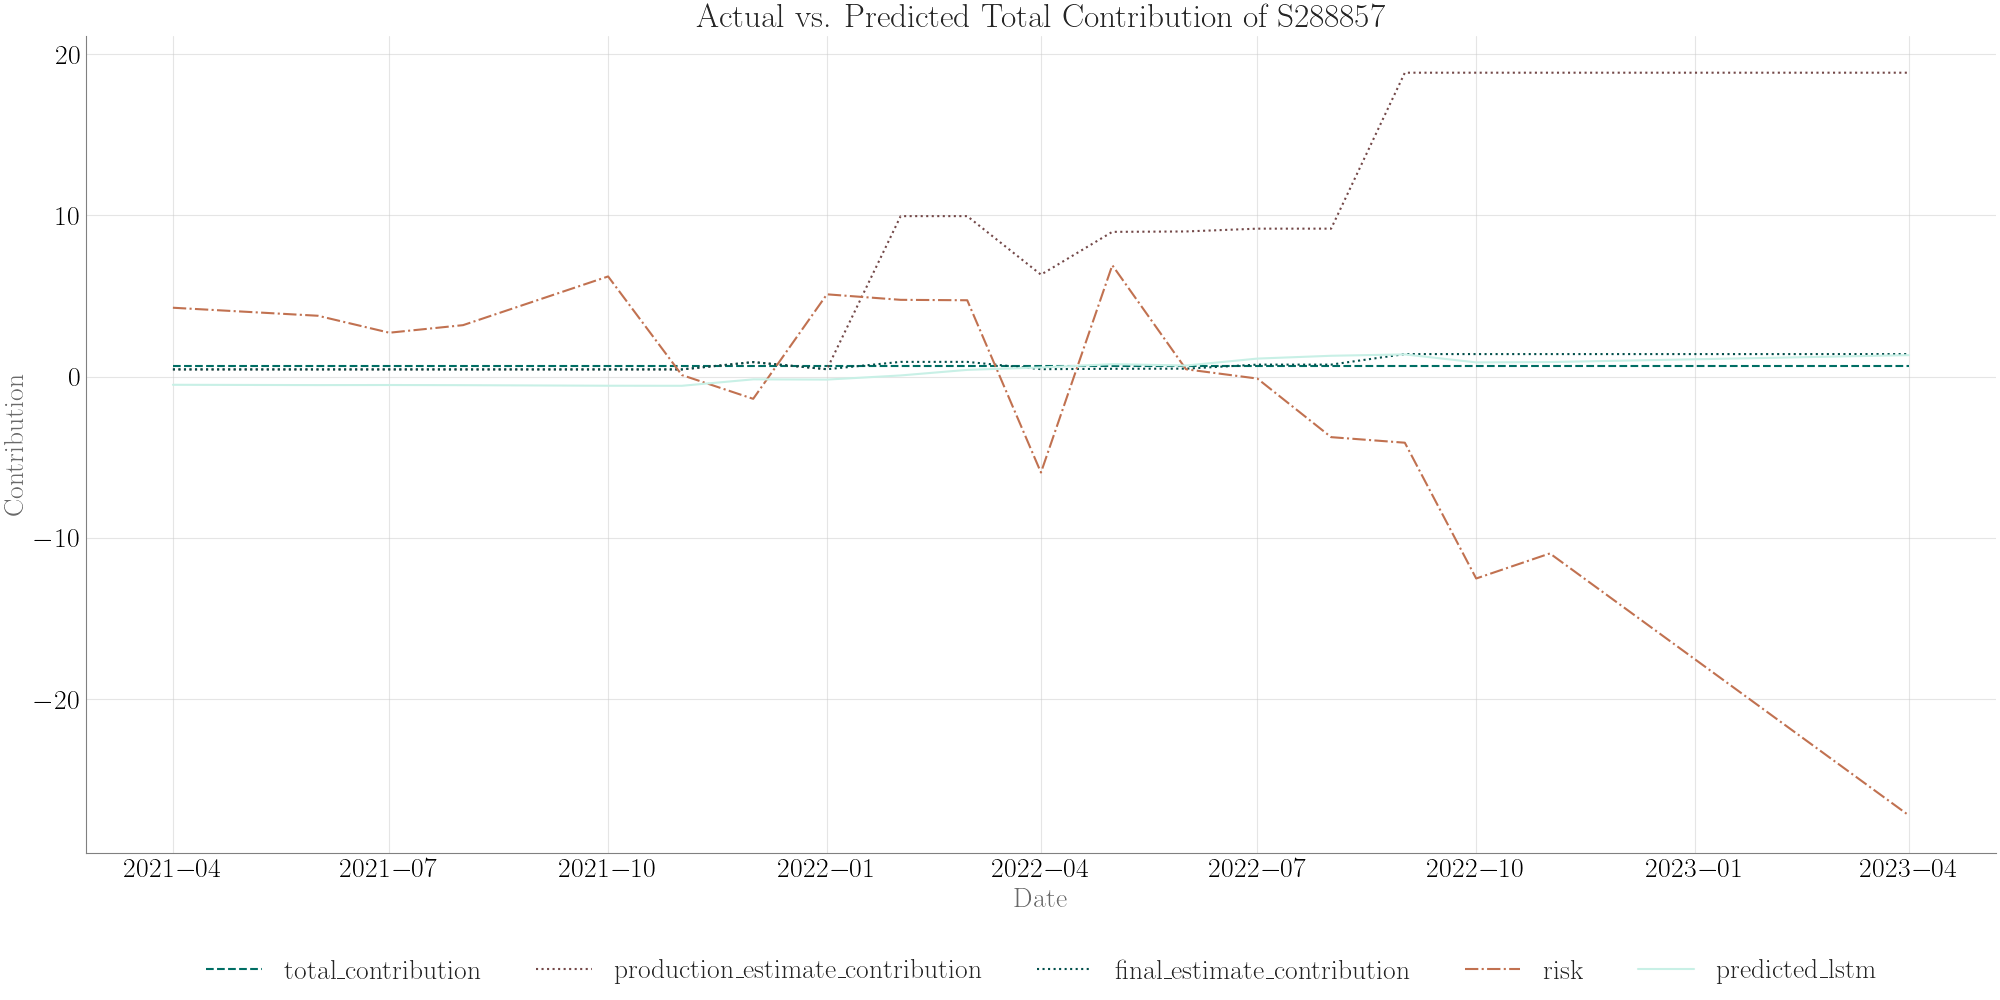 Actual vs. Predicted Total Contribution of S288857
20
10
0
−10
−20
Contribution
2021−04 2021−07 2021−10 2022−01 2022−04 2022−07 2022−10 2023−01 2023−04
Date
total_contribution production_estimate_contribution final_estimate_contribution risk predicted_lstm